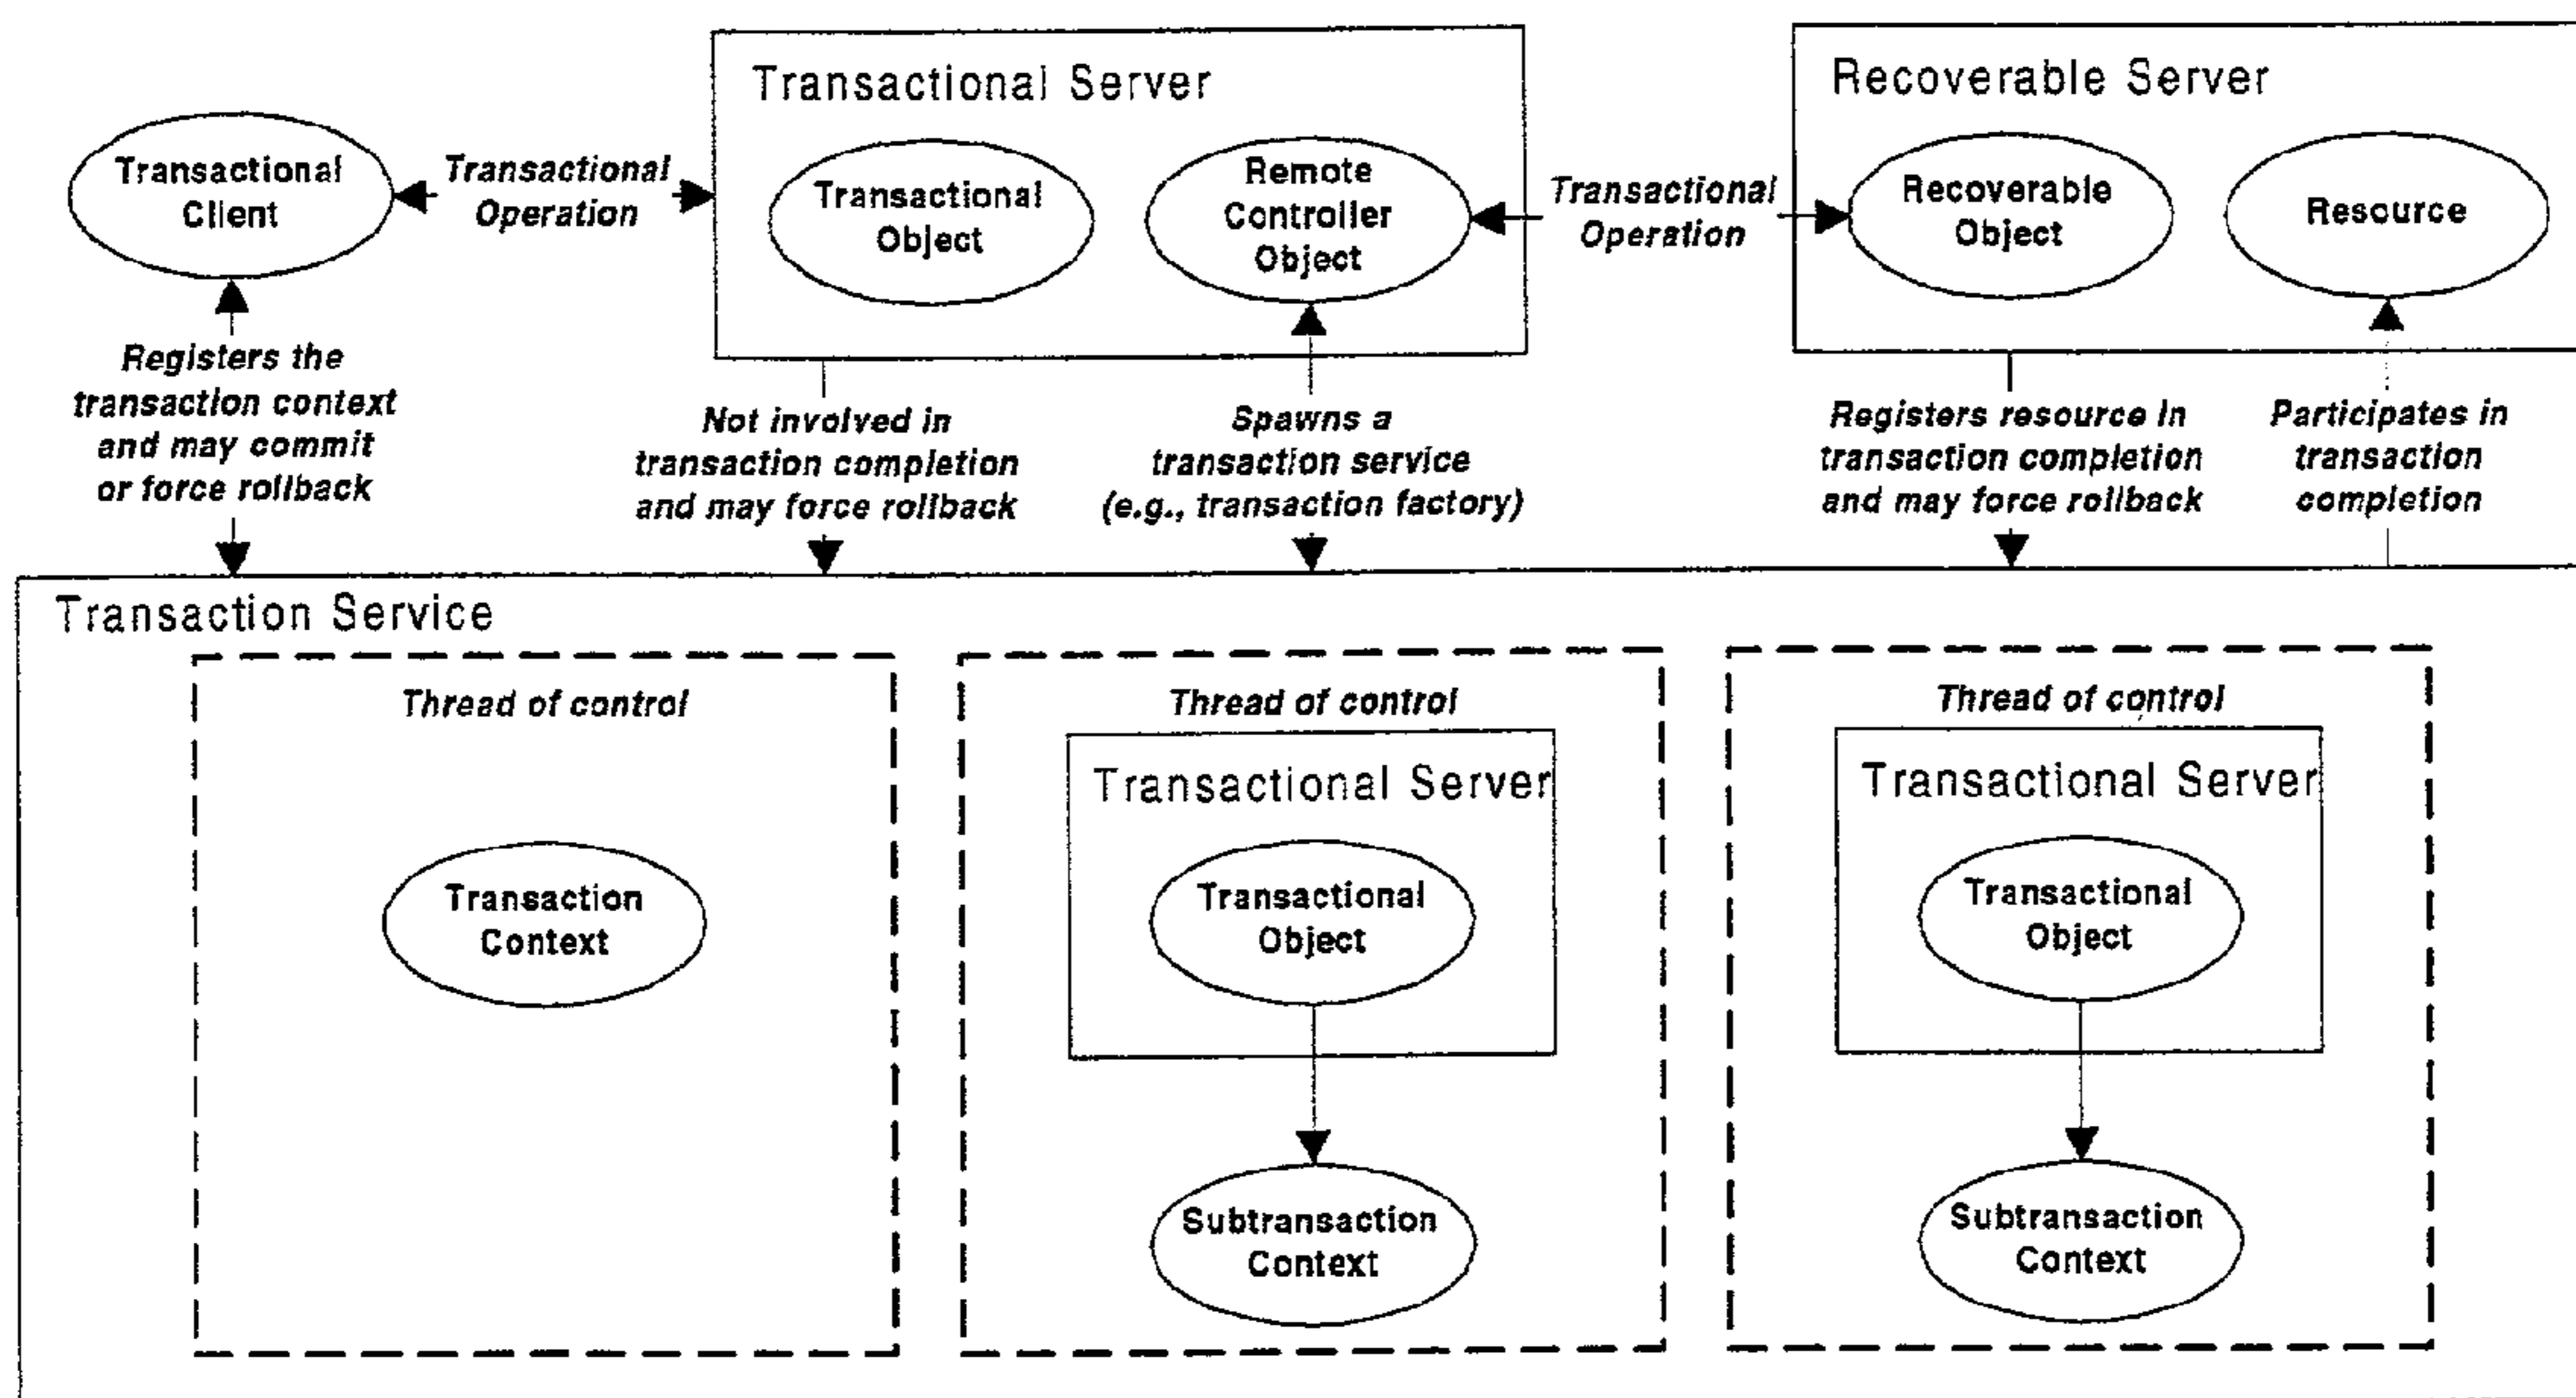 Transactional Server
Recoverable Server
Transactional
Client
Transactional
Operation
Transactional
Object
Remote
Controller
Object
Transactional
Operation
Recoverable
Object
Resource
Registers the
transaction context
and may commit
or force rollback
Not involved in
transaction completion
and may force rollback
Spawns a
transaction service
(e.g., transaction factory)
Registers resource in
transaction completion
and may force rollback
Participates in
transaction
completion
Transaction Service
Thread of control
Transaction
Context
Thread of control
Transactional Server
Transactional
Object
Subtransaction
Context
Thread of control
Transactional Server
Transactional
Object
Subtransaction
Context